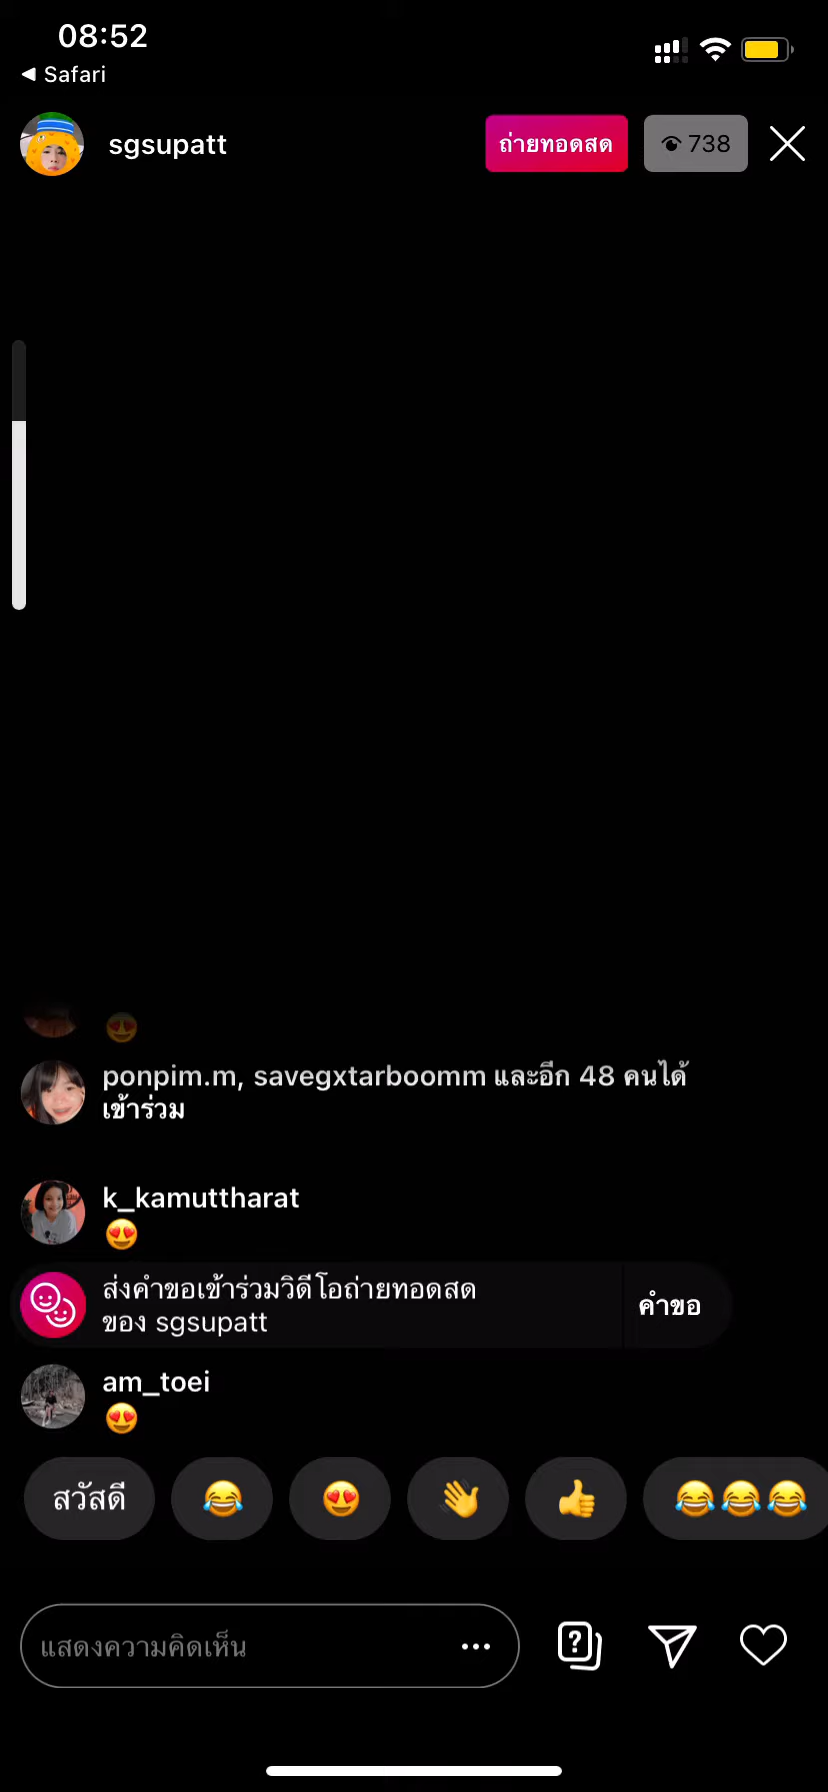 08:52
◀ Safari
sgsupatt
ถ่ายทอดสด
738
😍
ponpim.m, savegxtarboomm และอีก 48 คนได้
เข้าร่วม
k_kamuttharat
😍
ส่งคำขอเข้าร่วมวิดีโอถ่ายทอดสด
ของ sgsupatt
คำขอ
am_toei
😍
สวัสดี 😂 😍 👋 👍 😂😂😂
แสดงความคิดเห็น